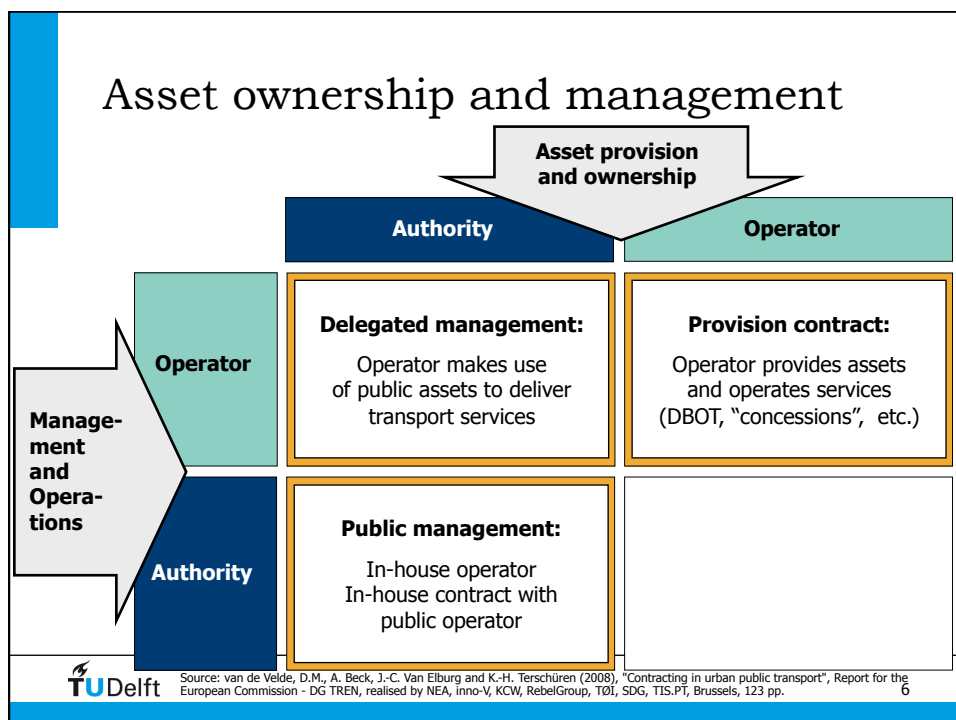 Asset ownership and management
Asset provision
and ownership
Authority
Operator
Manage-
ment
and
Opera-
tions
Operator
Delegated management:
Operator makes use
of public assets to deliver
transport services
Provision contract:
Operator provides assets
and operates services
(DBOT, “concessions”, etc.)
Authority
Public management:
In-house operator
In-house contract with
public operator
TU Delft
Source: van de Velde, D.M., A. Beck, J.-C. Van Elburg and K.-H. Terschüren (2008), "Contracting in urban public transport", Report for the
European Commission - DG TREN, realised by NEA, inno-V, KCW, RebelGroup, TØI, SDG, TIS.PT, Brussels, 123 pp.
6